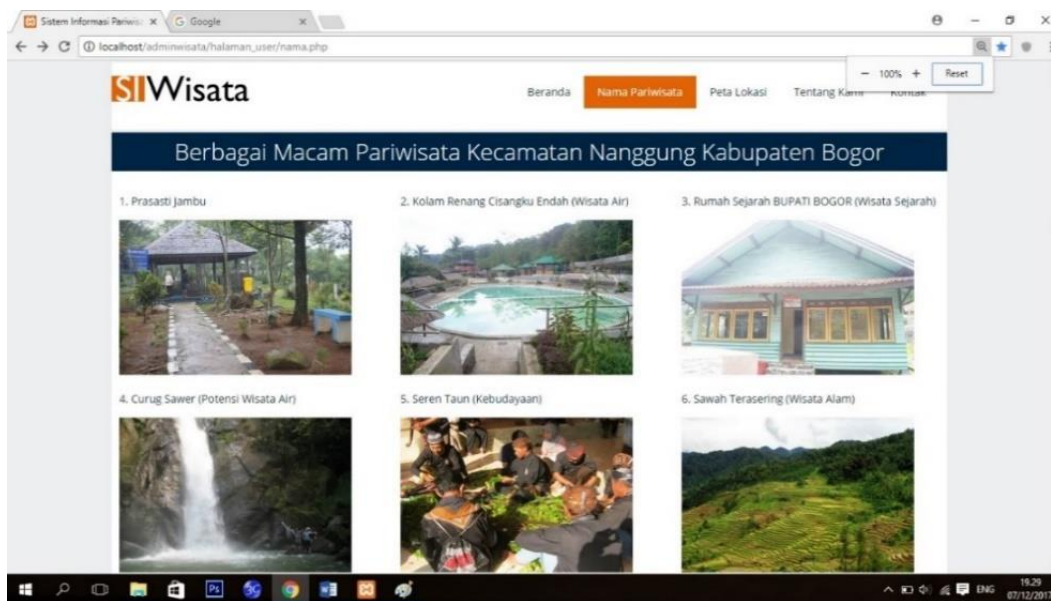 Sistem Informasi Pariwis
Google
localhost/adminwisata/halaman_user/nama.php
100%
Reset
SIWisata
Beranda
Nama Pariwisata
Peta Lokasi
Tentang Kami
Kontak
Berbagai Macam Pariwisata Kecamatan Nanggung Kabupaten Bogor
1. Prasasti Jambu
2. Kolam Renang Cisangku Endah (Wisata Air)
3. Rumah Sejarah BUPATI BOGOR (Wisata Sejarah)
4. Curug Sawer (Potensi Wisata Air)
5. Seren Taun (Kebudayaan)
6. Sawah Terasering (Wisata Alam)
Ps
ENG
19.29
07/12/2017